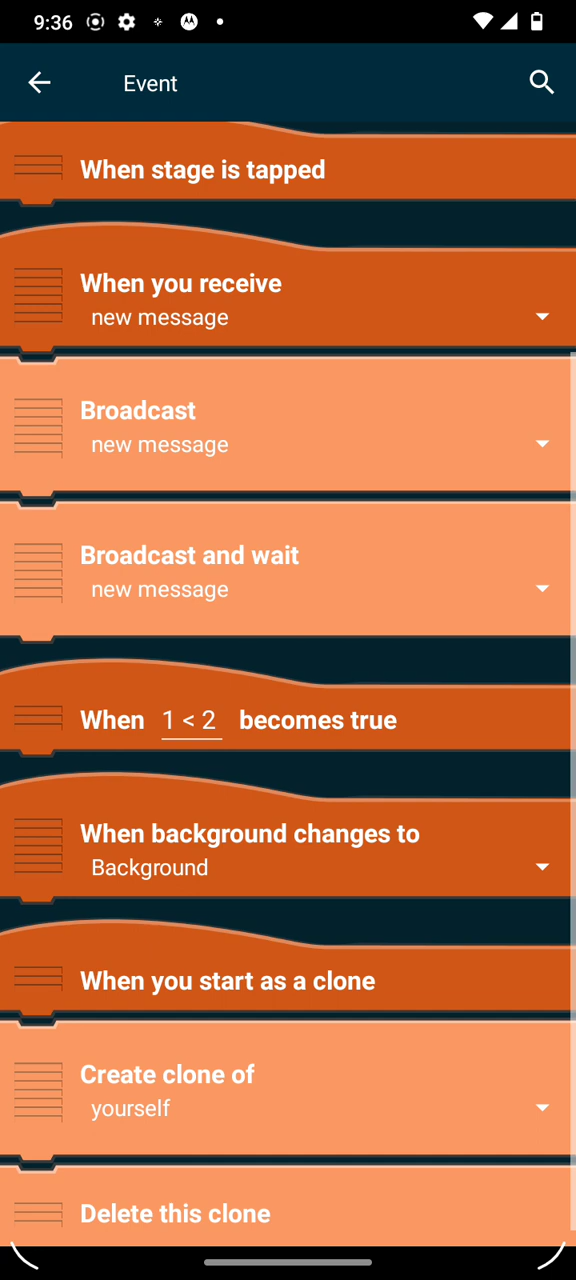 9:36
Event
When stage is tapped
When you receive
new message
Broadcast
new message
Broadcast and wait
new message
When 1 < 2 becomes true
When background changes to
Background
When you start as a clone
Create clone of
yourself
Delete this clone